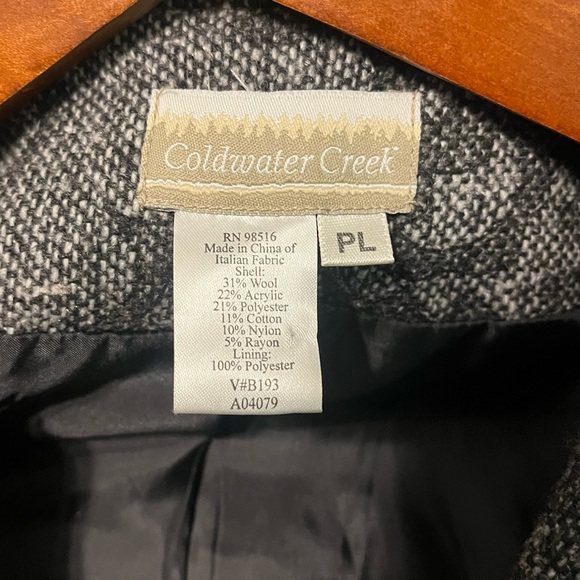 Coldwater Creek™
PL
RN 98516
Made in China of
Italian Fabric
Shell:
31% Wool
22% Acrylic
21% Polyester
11% Cotton
10% Nylon
5% Rayon
Lining:
100% Polyester
V#B193
A04079